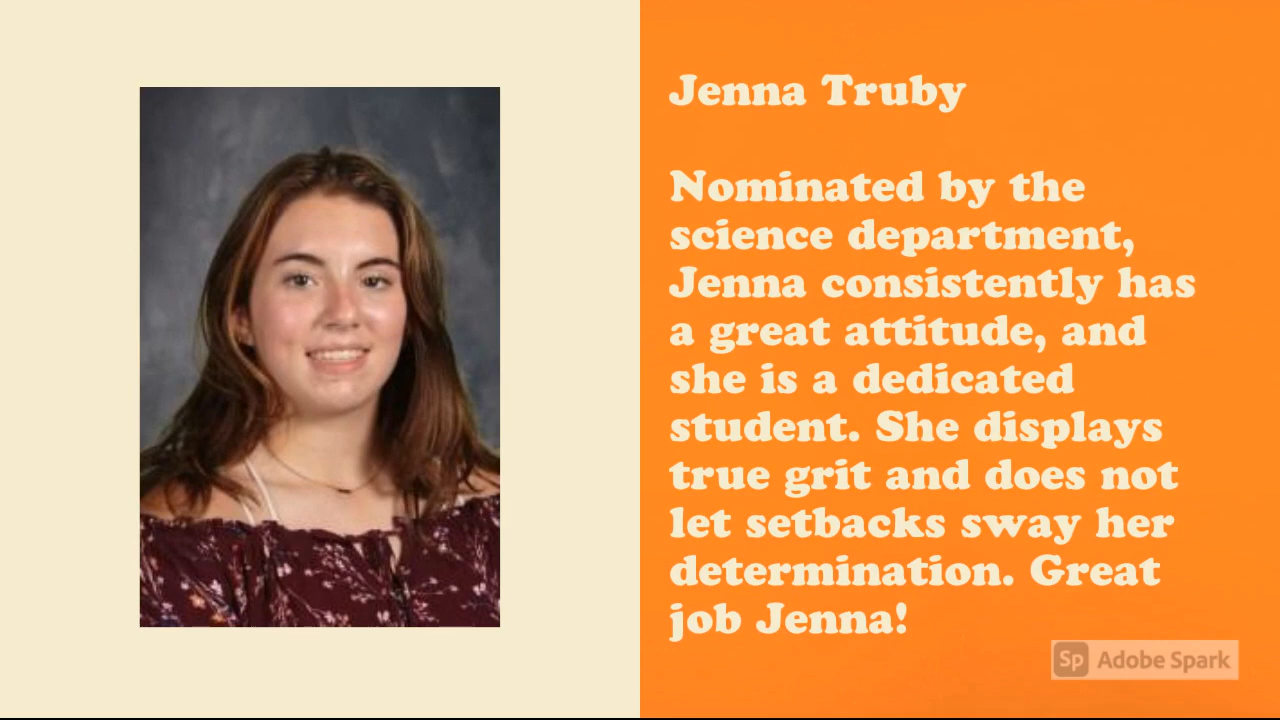 Jenna Truby
Nominated by the
science department,
Jenna consistently has
a great attitude, and
she is a dedicated
student. She displays
true grit and does not
let setbacks sway her
determination. Great
job Jenna!
Sp Adobe Spark